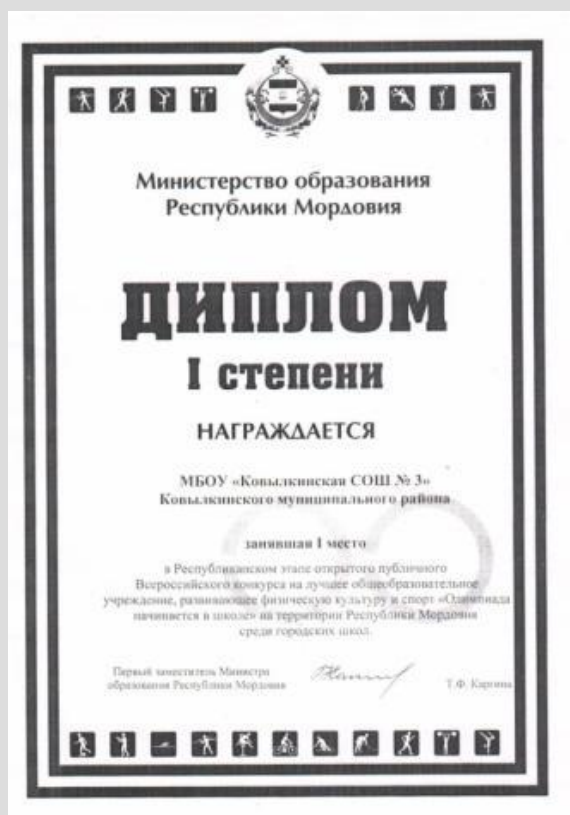 Министерство образования
Республики Мордовия
ДИПЛОМ
I степени
НАГРАЖДАЕТСЯ
МБОУ «Ковылкинская СОШ № 3»
Ковылкинского муниципального района
занявшая I место
в Республиканском этапе открытого публичного
Всероссийского конкурса на лучшее общеобразовательное
учреждение, развивающее физическую культуру и спорт «Олимпиада
начинается в школе» на территории Республики Мордовия
среди городских школ.
Первый заместитель Министра
образования Республики Мордовия
Т.Ф.